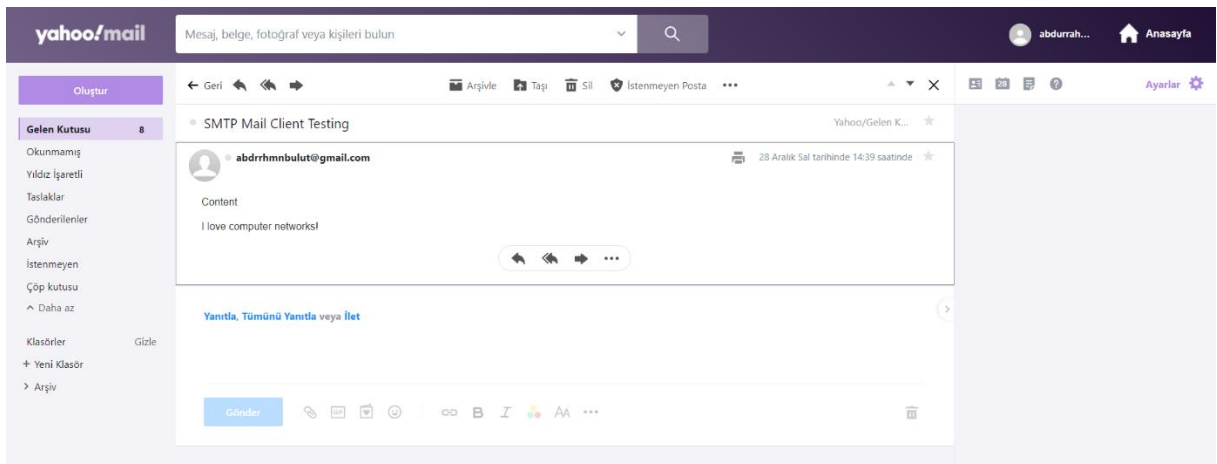 yahoo!mail
Mesaj, belge, fotoğraf veya kişileri bulun
abdurrah...
Anasayfa
Oluştur
Geri
Arşivle
Taşı
Sil
İstenmeyen Posta
28
Ayarlar
Gelen Kutusu 8
Okunmamış
Yıldız İşaretli
Taslaklar
Gönderilenler
Arşiv
İstenmeyen
Çöp kutusu
Daha az
Klasörler Gizle
+ Yeni Klasör
> Arşiv
SMTP Mail Client Testing
Yahoo/Gelen K...
abdrrhmnbulut@gmail.com
28 Aralık Sal tarihinde 14:39 saatinde
Content
I love computer networks!
Yanıtla, Tümünü Yanıtla veya İlet
Gönder
GIF
B
I
AA